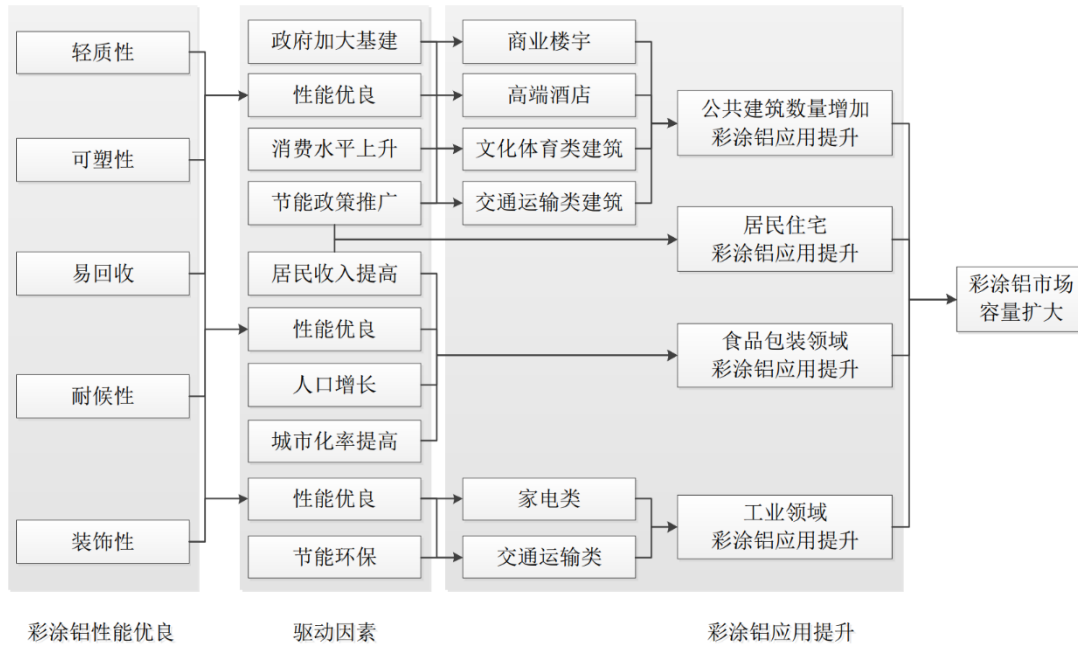 轻质性
可塑性
易回收
耐候性
装饰性
彩涂铝性能优良
政府加大基建
性能优良
消费水平上升
节能政策推广
居民收入提高
性能优良
人口增长
城市化率提高
性能优良
节能环保
驱动因素
商业楼宇
高端酒店
文化体育类建筑
交通运输类建筑
家电类
交通运输类
公共建筑数量增加
彩涂铝应用提升
居民住宅
彩涂铝应用提升
食品包装领域
彩涂铝应用提升
工业领域
彩涂铝应用提升
彩涂铝应用提升
彩涂铝市场
容量扩大